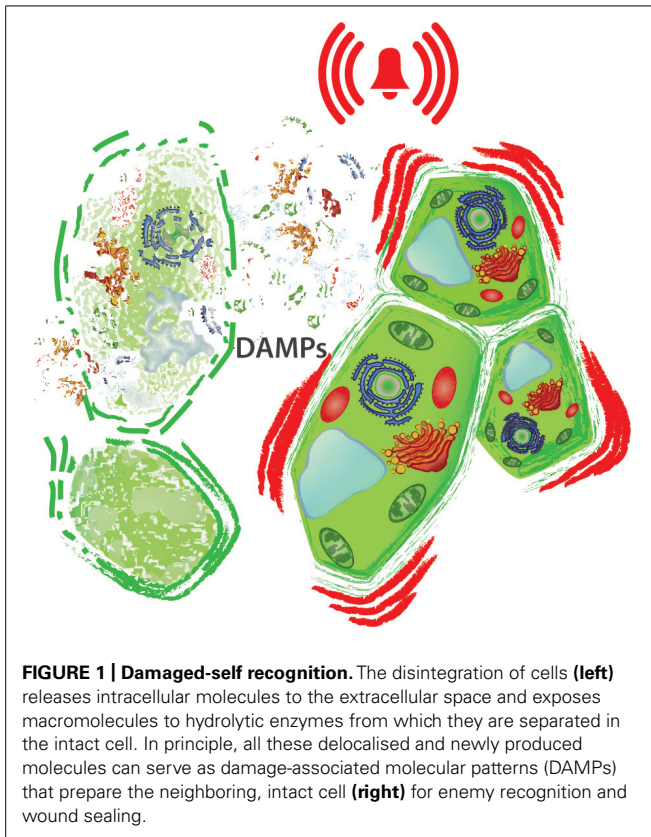 DAMPs
FIGURE 1 | Damaged-self recognition. The disintegration of cells (left)
releases intracellular molecules to the extracellular space and exposes
macromolecules to hydrolytic enzymes from which they are separated in
the intact cell. In principle, all these delocalised and newly produced
molecules can serve as damage-associated molecular patterns (DAMPs)
that prepare the neighboring, intact cell (right) for enemy recognition and
wound sealing.